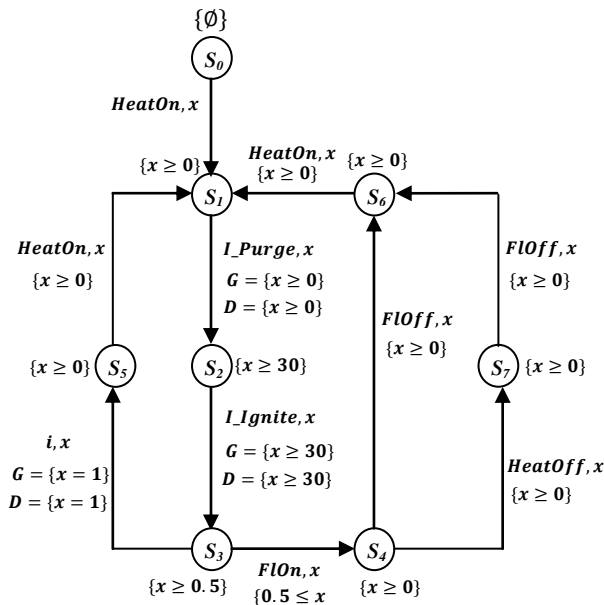 {∅}
S₀
HeatOn, x
HeatOn, x
{x ≥ 0}
{x ≥ 0}
{x ≥ 0}
S₁
S₆
HeatOn, x
{x ≥ 0}
I_Purge, x
G = {x ≥ 0}
D = {x ≥ 0}
FlOff, x
{x ≥ 0}
FlOff, x
{x ≥ 0}
{x ≥ 0}
S₅
S₂
{x ≥ 30}
S₇
{x ≥ 0}
i, x
G = {x = 1}
D = {x = 1}
I_Ignite, x
G = {x ≥ 30}
D = {x ≥ 30}
HeatOff, x
{x ≥ 0}
S₃
S₄
{x ≥ 0.5}
FlOn, x
{0.5 ≤ x
{x ≥ 0}